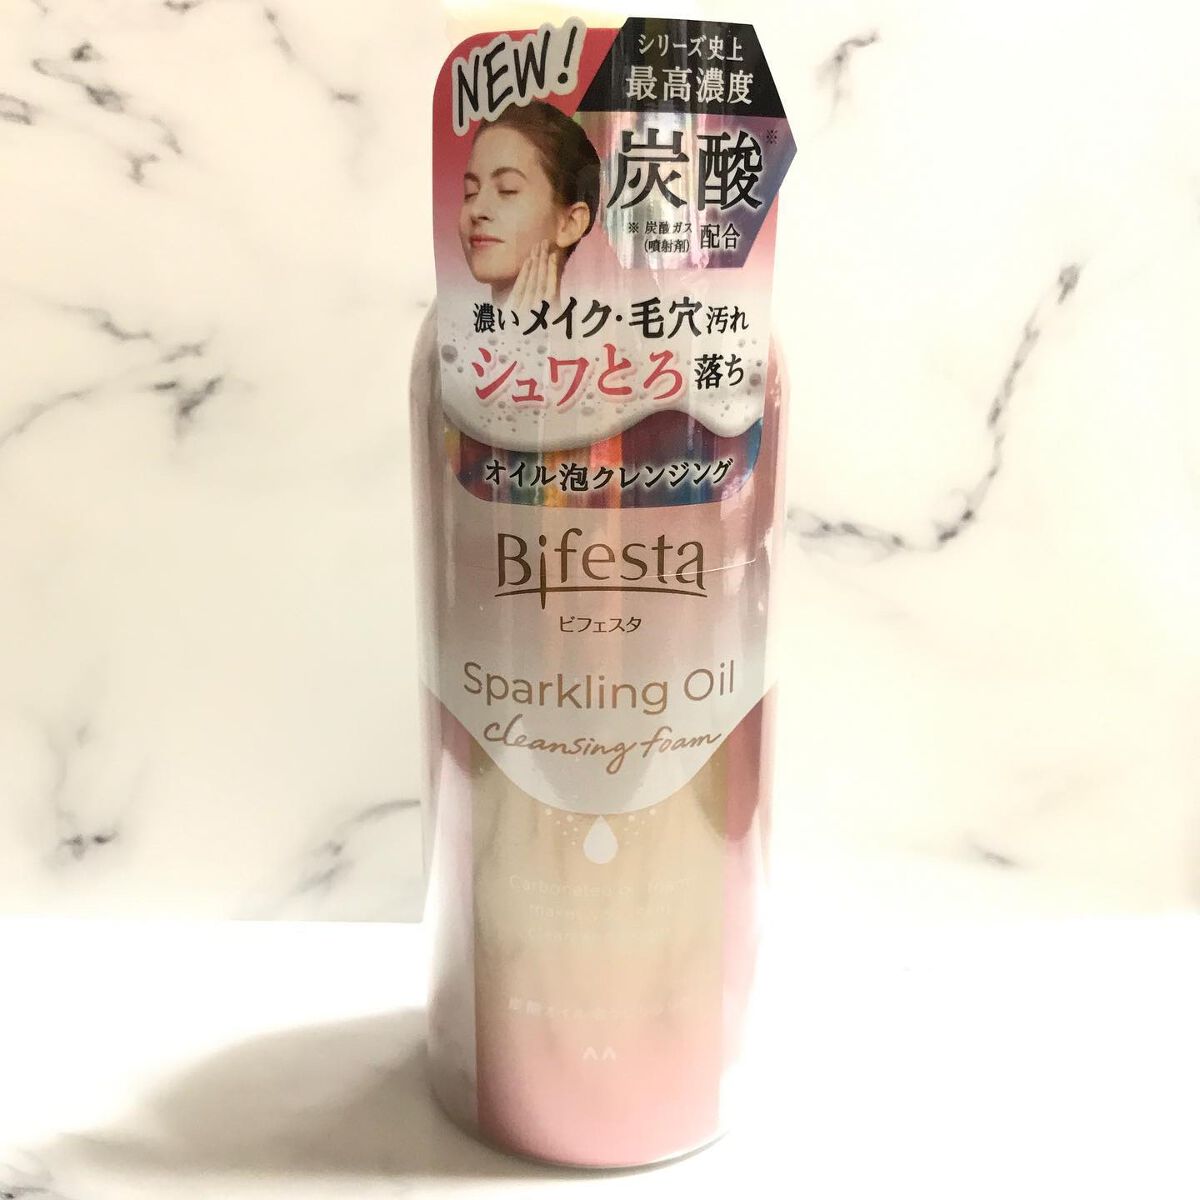 NEW!
シリーズ史上
最高濃度
炭酸※
※ 炭酸ガス
(噴射剤)
配合
濃いメイク・毛穴汚れ
シュワとろ落ち
オイル泡クレンジング
Bifesta
ビフェスタ
Sparkling Oil
cleansing foam
Carbonated